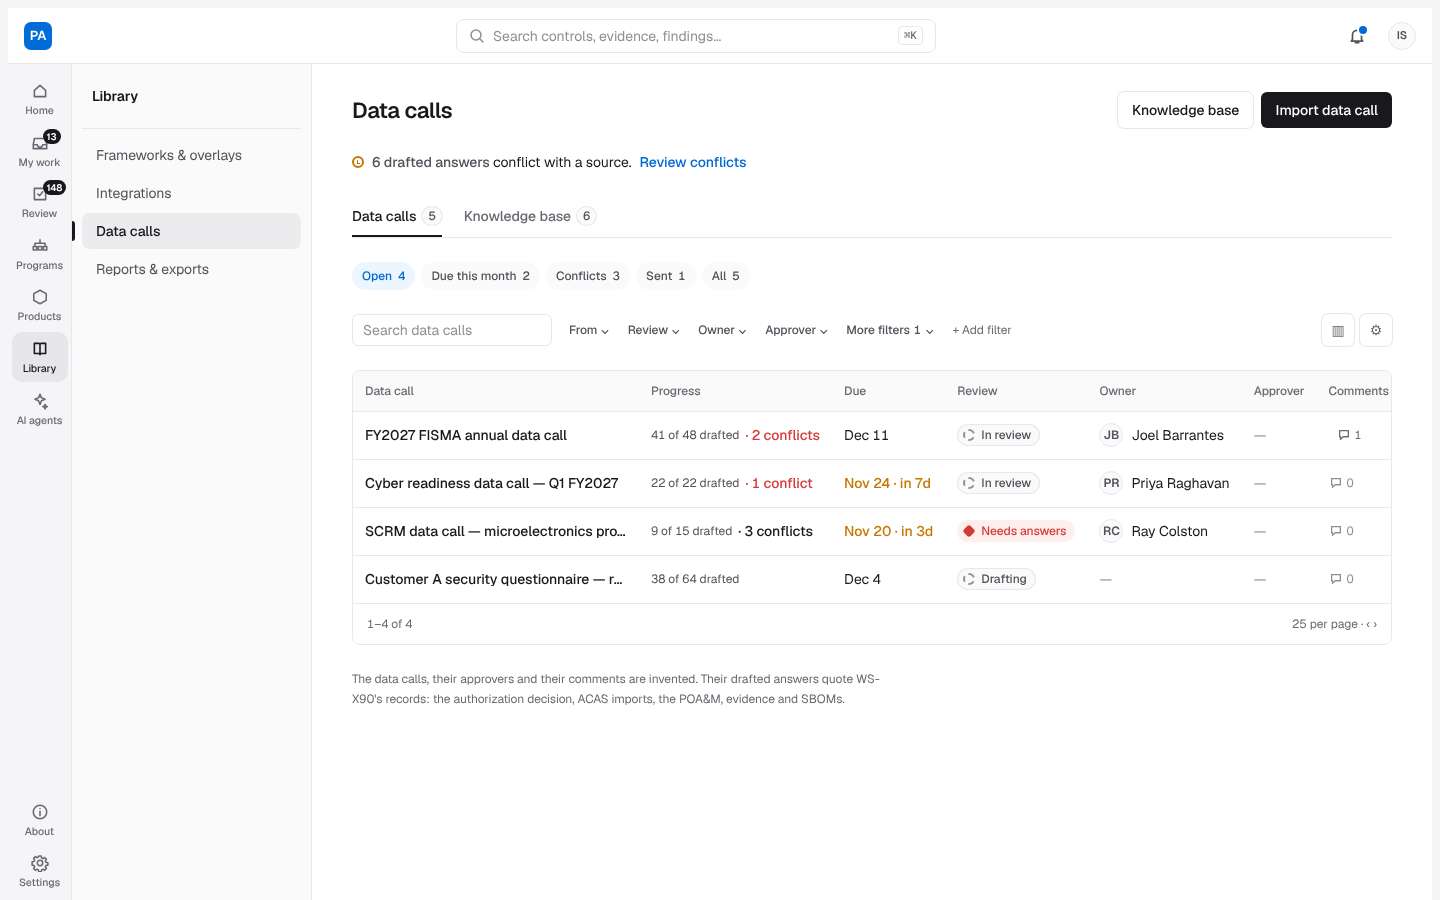 PA
Search controls, evidence, findings...
⌘K
IS
Home
13
My work
148
Review
Programs
Products
Library
AI agents
About
Settings
Library
Frameworks & overlays
Integrations
Data calls
Reports & exports
Data calls
Knowledge base
Import data call
6 drafted answers conflict with a source. Review conflicts
Data calls 5
Knowledge base 6
Open 4
Due this month 2
Conflicts 3
Sent 1
All 5
Search data calls
From
Review
Owner
Approver
More filters 1
+ Add filter
Data call Progress Due Review Owner Approver Comments
FY2027 FISMA annual data call 41 of 48 drafted · 2 conflicts Dec 11 In review JB Joel Barrantes — 1
Cyber readiness data call — Q1 FY2027 22 of 22 drafted · 1 conflict Nov 24 · in 7d In review PR Priya Raghavan — 0
SCRM data call — microelectronics pro... 9 of 15 drafted · 3 conflicts Nov 20 · in 3d Needs answers RC Ray Colston — 0
Customer A security questionnaire — r... 38 of 64 drafted Dec 4 Drafting — — 0
1–4 of 4
25 per page · ‹ ›
The data calls, their approvers and their comments are invented. Their drafted answers quote WS-
X90's records: the authorization decision, ACAS imports, the POA&M, evidence and SBOMs.